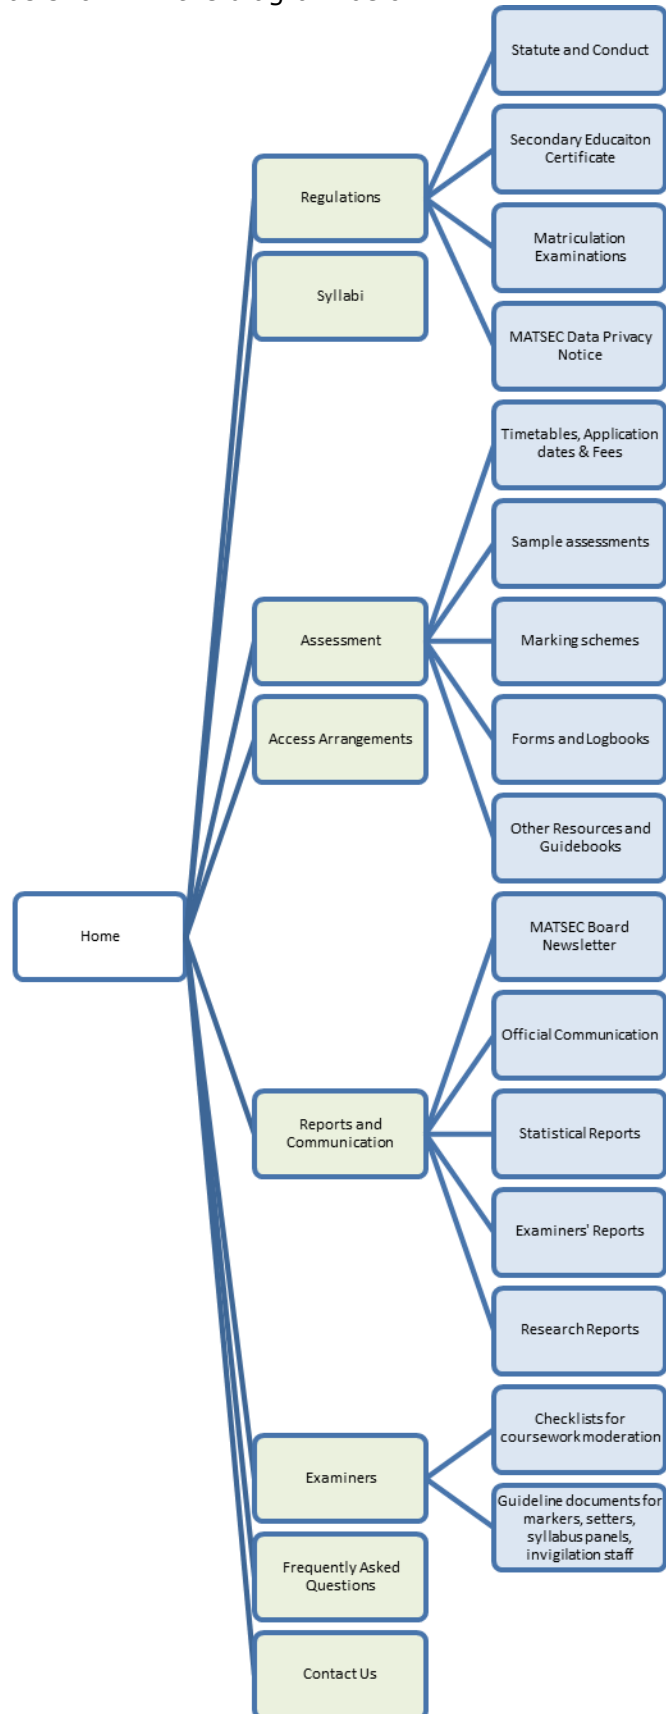 Statute and Conduct
Secondary Educaiton
Certificate
Regulations
Matriculation
Examinations
Syllabi
MATSEC Data Privacy
Notice
Timetables, Application
dates & Fees
Sample assessments
Assessment
Marking schemes
Access Arrangements
Forms and Logbooks
Other Resources and
Guidebooks
Home
MATSEC Board
Newsletter
Official Communication
Reports and
Communication
Statistical Reports
Examiners' Reports
Research Reports
Checklists for
coursework moderation
Examiners
Guideline documents for
markers, setters,
syllabus panels,
invigilation staff
Frequently Asked
Questions
Contact Us